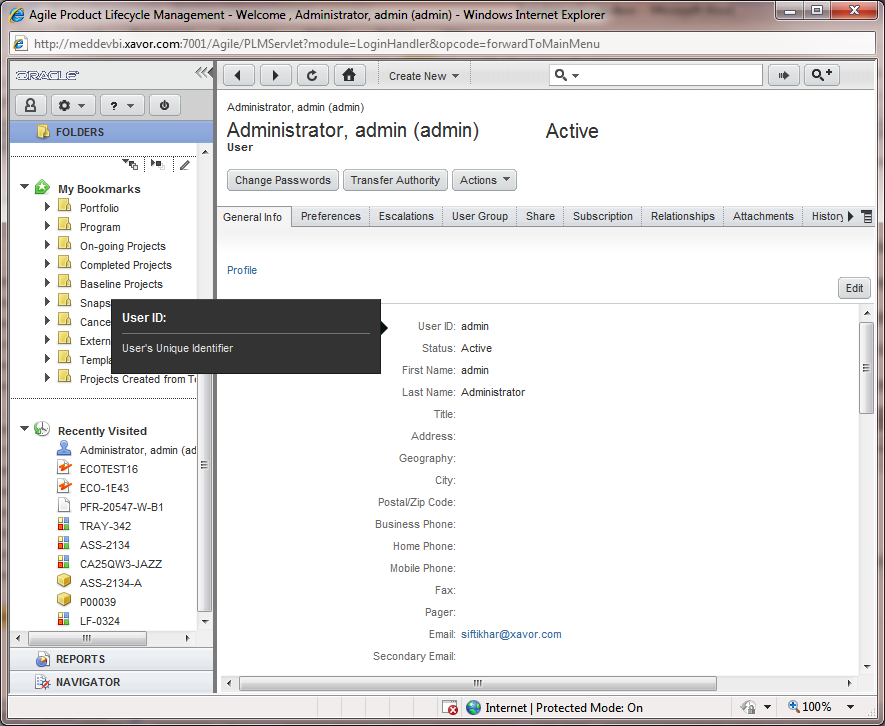 Agile Product Lifecycle Management - Welcome , Administrator, admin (admin) - Windows Internet Explorer
http://meddevbi.xavor.com:7001/Agile/PLMServlet?module=LoginHandler&opcode=forwardToMainMenu
ORACLE
Create New
?
FOLDERS
Administrator, admin (admin)
Administrator, admin (admin) Active
User
Change Passwords Transfer Authority Actions
General Info Preferences Escalations User Group Share Subscription Relationships Attachments History
My Bookmarks
Portfolio
Program
On-going Projects
Completed Projects
Baseline Projects
Snaps
Cance
Extern
Templa
Projects Created from Te
User ID:
User's Unique Identifier
Recently Visited
Administrator, admin (ad
ECOTEST16
ECO-1E43
PFR-20547-W-B1
TRAY-342
ASS-2134
CA25QW3-JAZZ
ASS-2134-A
P00039
LF-0324
REPORTS
NAVIGATOR
Profile
Edit
User ID: admin
Status: Active
First Name: admin
Last Name: Administrator
Title:
Address:
Geography:
City:
Postal/Zip Code:
Business Phone:
Home Phone:
Mobile Phone:
Fax:
Pager:
Email: siftikhar@xavor.com
Secondary Email:
Internet | Protected Mode: On
100%